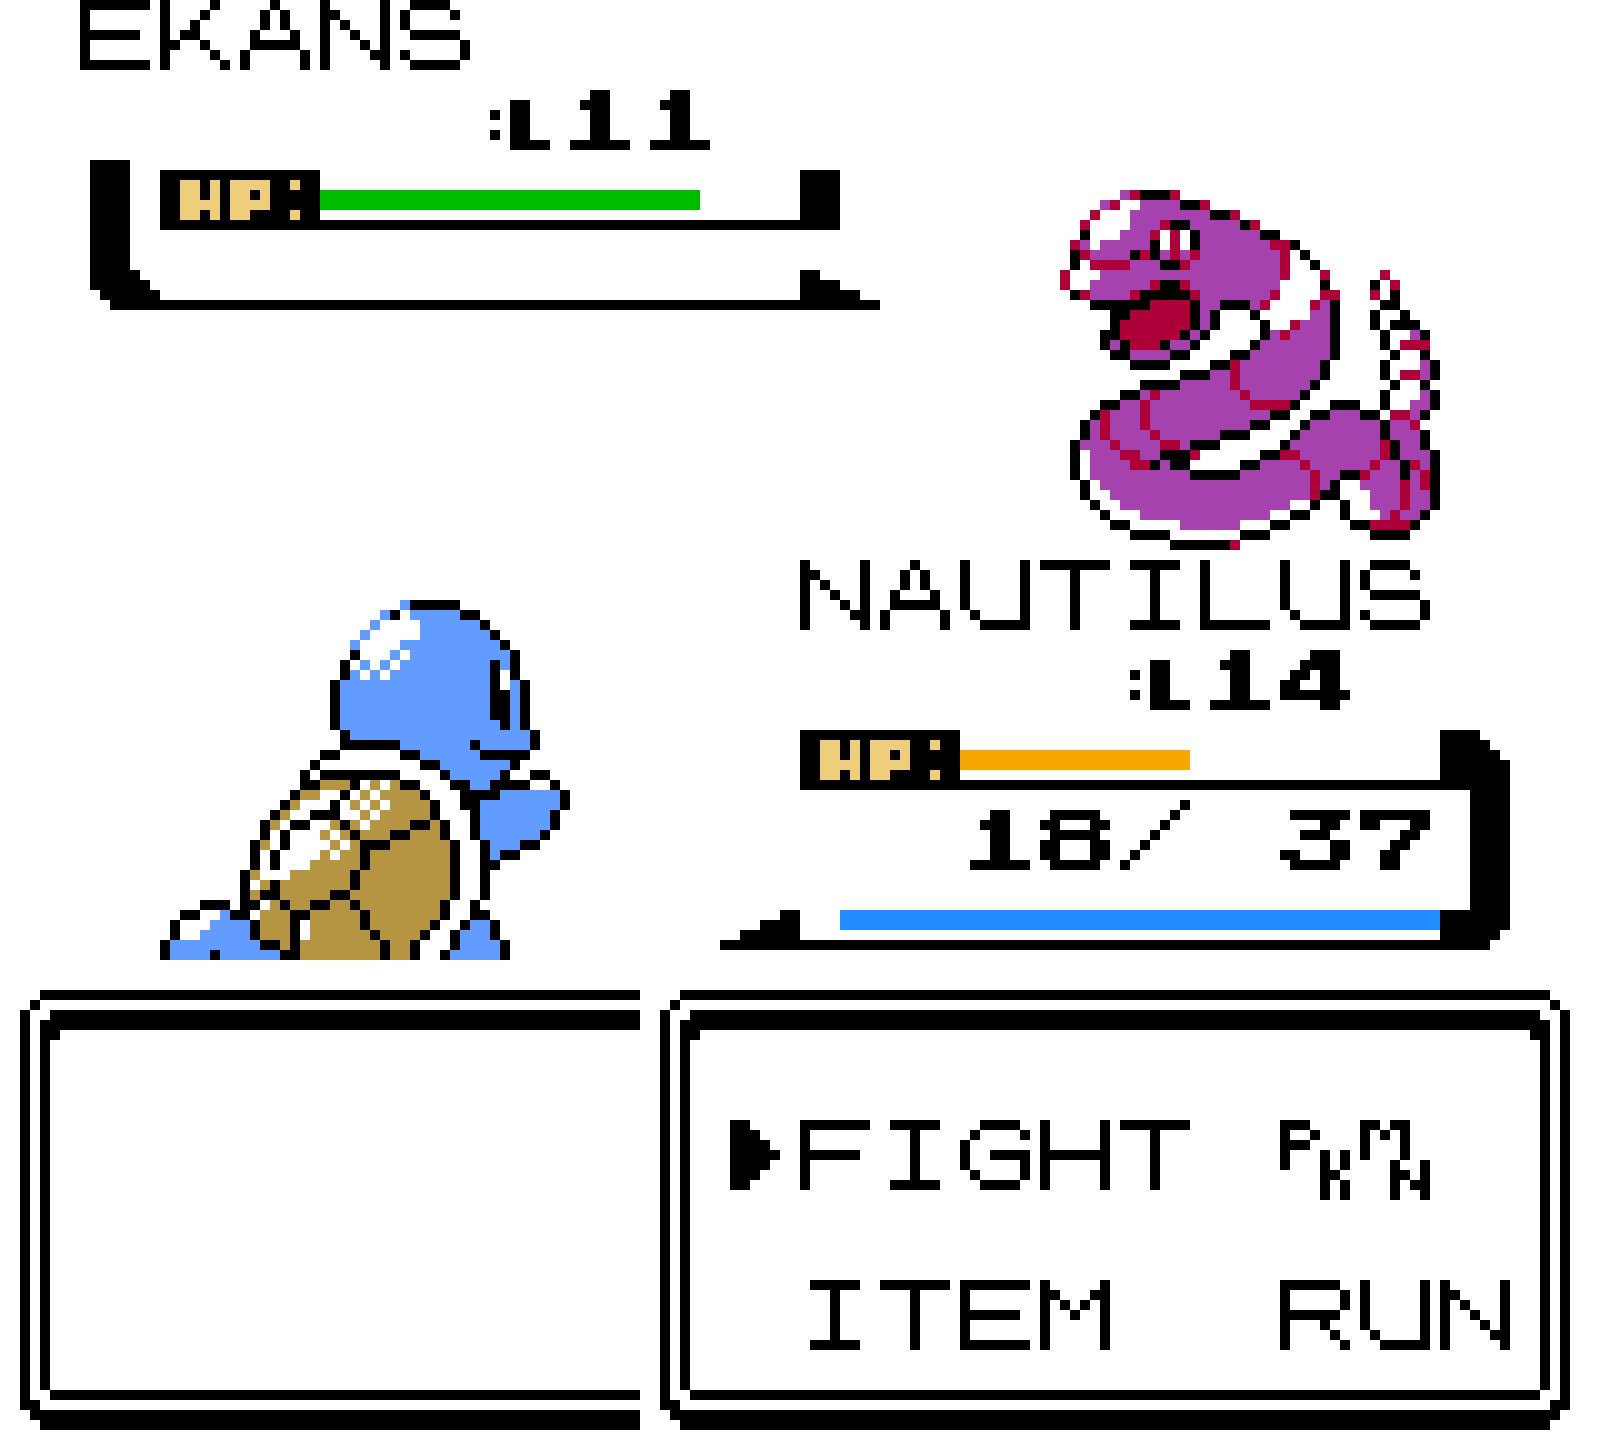 EKANS
:L11
HP:
NAUTILUS
:L14
HP:
18/ 37
FIGHT PKMN
ITEM RUN